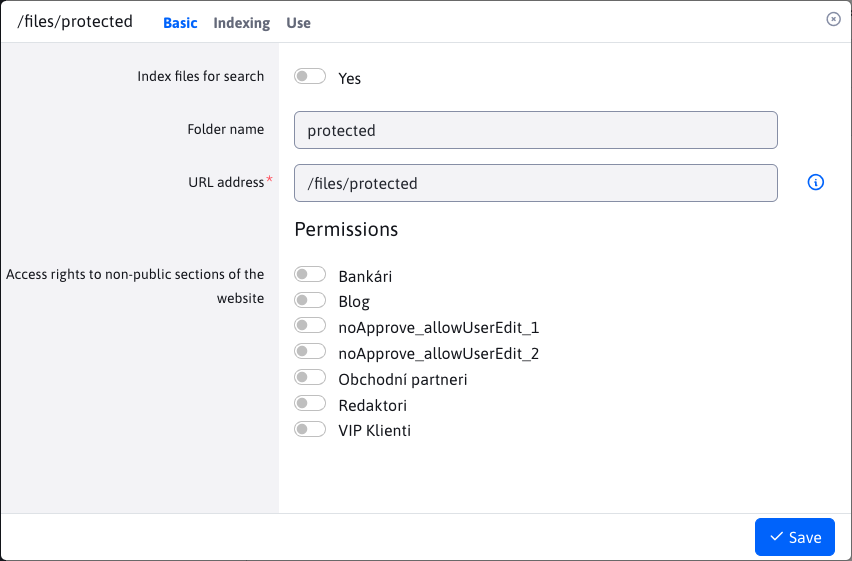 /files/protected Basic Indexing Use
Index files for search Yes
Folder name protected
URL address* /files/protected
Permissions
Access rights to non-public sections of the
website
Bankári
Blog
noApprove_allowUserEdit_1
noApprove_allowUserEdit_2
Obchodní partneri
Redaktori
VIP Klienti
Save